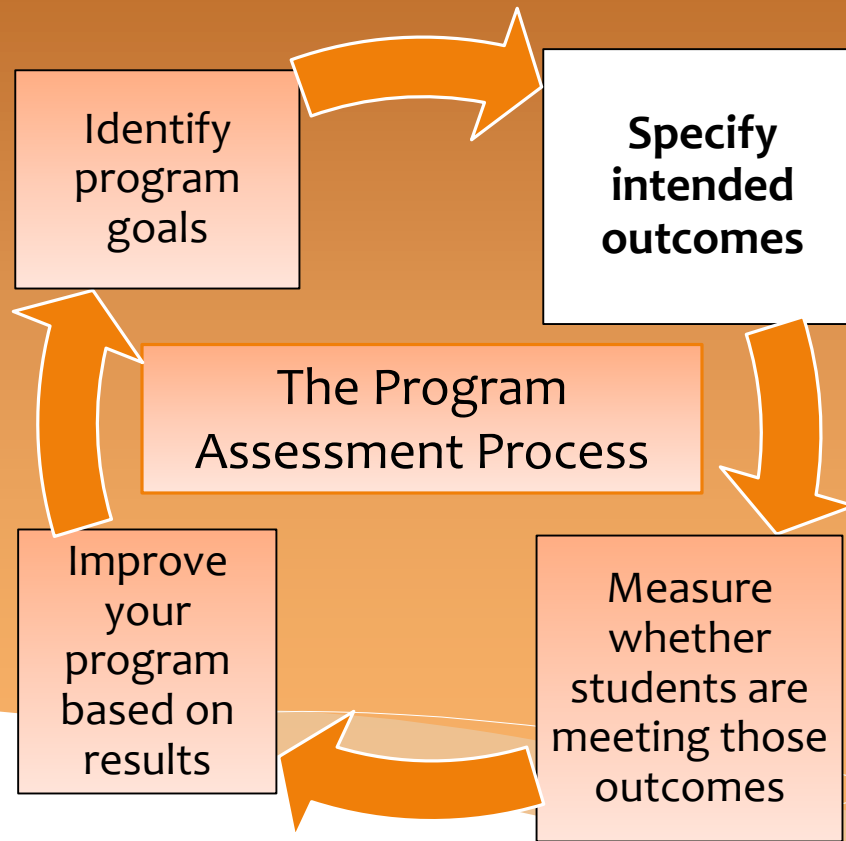 Identify
program
goals
Specify
intended
outcomes
The Program
Assessment Process
Improve
your
program
based on
results
Measure
whether
students are
meeting those
outcomes